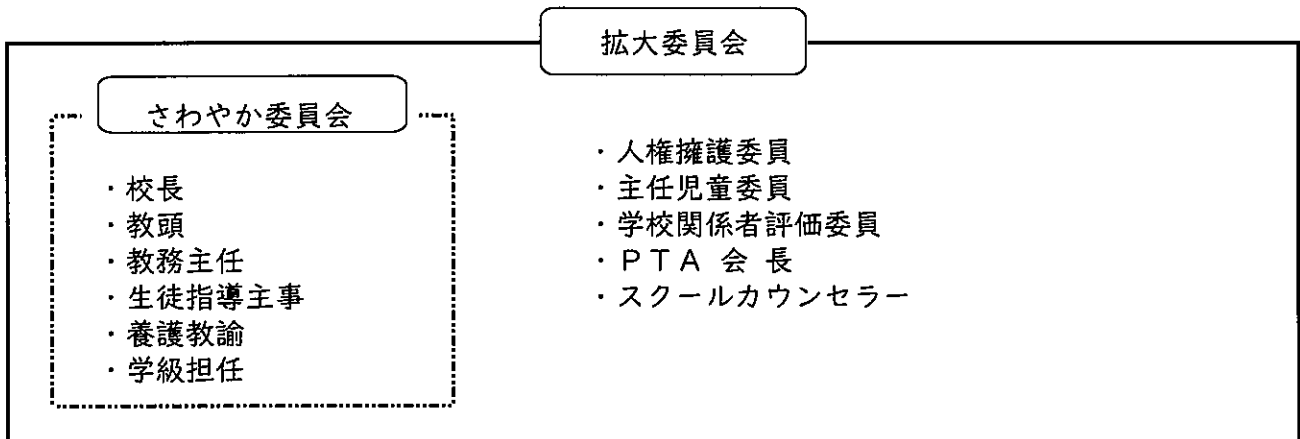 拡大委員会
さわやか委員会
・校長
・教頭
・教務主任
・生徒指導主事
・養護教諭
・学級担任
・人権擁護委員
・主任児童委員
・学校関係者評価委員
・ＰＴＡ 会 長
・スクールカウンセラー